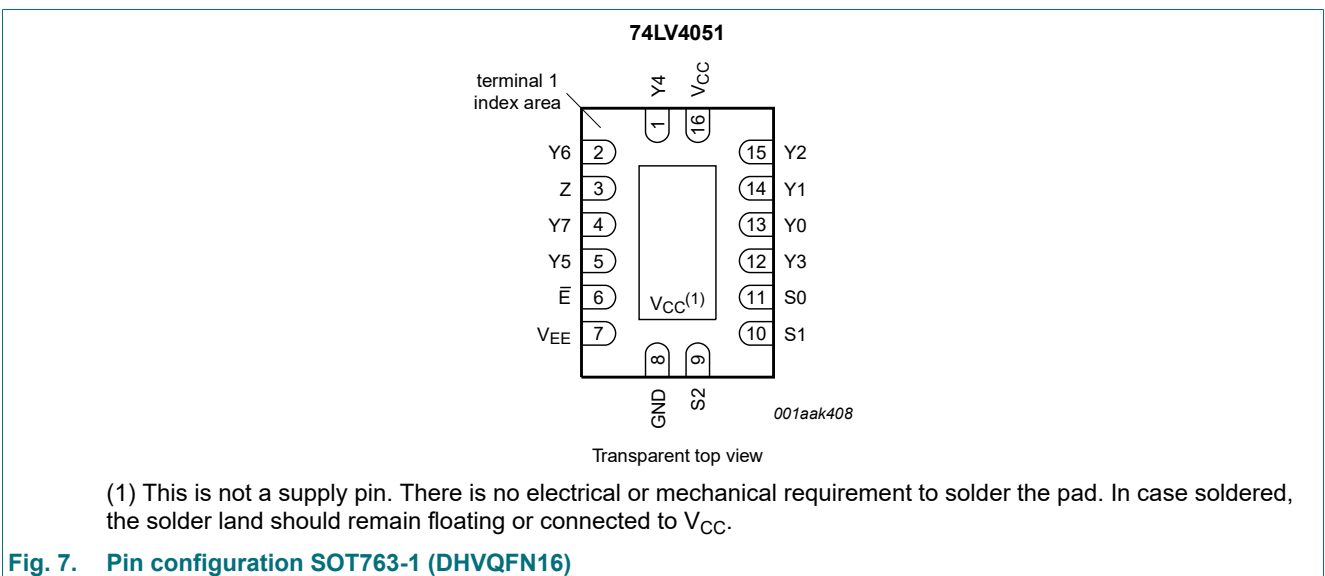 74LV4051
terminal 1
index area
Y4
VCC
1
16
Y6 2
15 Y2
Z 3
14 Y1
Y7 4
13 Y0
Y5 5
12 Y3
E̅ 6
11 S0
VCC(1)
VEE 7
10 S1
8
9
GND
S2
001aak408
Transparent top view
(1) This is not a supply pin. There is no electrical or mechanical requirement to solder the pad. In case soldered,
the solder land should remain floating or connected to VCC.
Fig. 7. Pin configuration SOT763-1 (DHVQFN16)